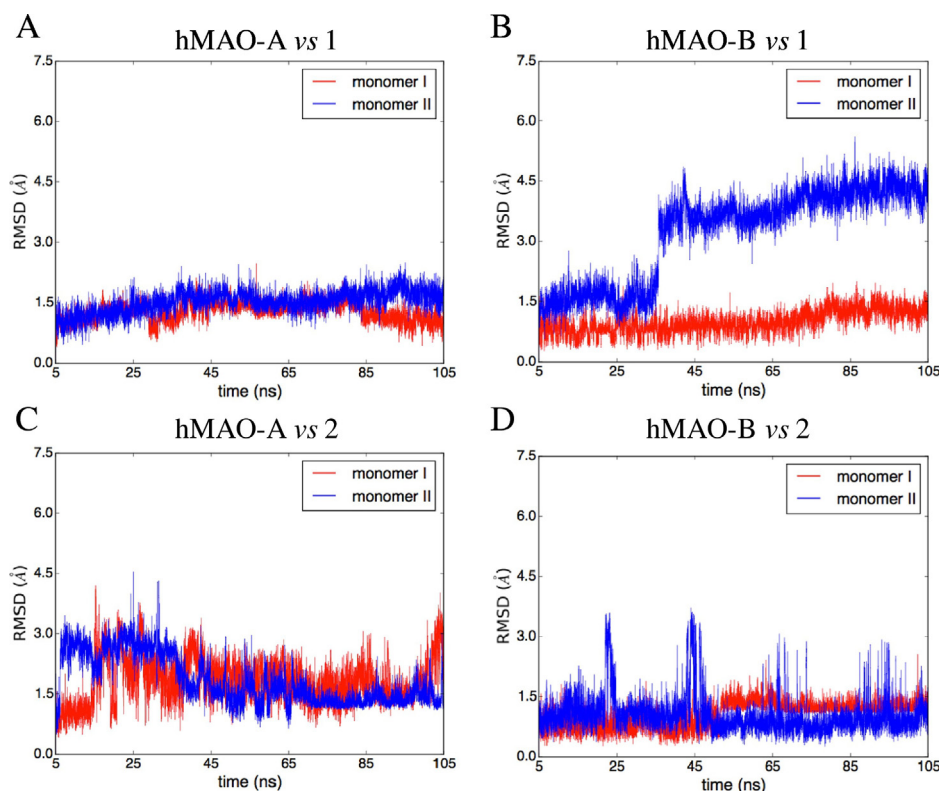 A
hMAO-A vs 1
7.5
6.0
4.5
3.0
1.5
0.0
RMSD (Å)
monomer I
monomer II
5 25 45 65 85 105
time (ns)
B
hMAO-B vs 1
7.5
6.0
4.5
3.0
1.5
0.0
RMSD (Å)
monomer I
monomer II
5 25 45 65 85 105
time (ns)
C
hMAO-A vs 2
7.5
6.0
4.5
3.0
1.5
0.0
RMSD (Å)
monomer I
monomer II
5 25 45 65 85 105
time (ns)
D
hMAO-B vs 2
7.5
6.0
4.5
3.0
1.5
0.0
RMSD (Å)
monomer I
monomer II
5 25 45 65 85 105
time (ns)